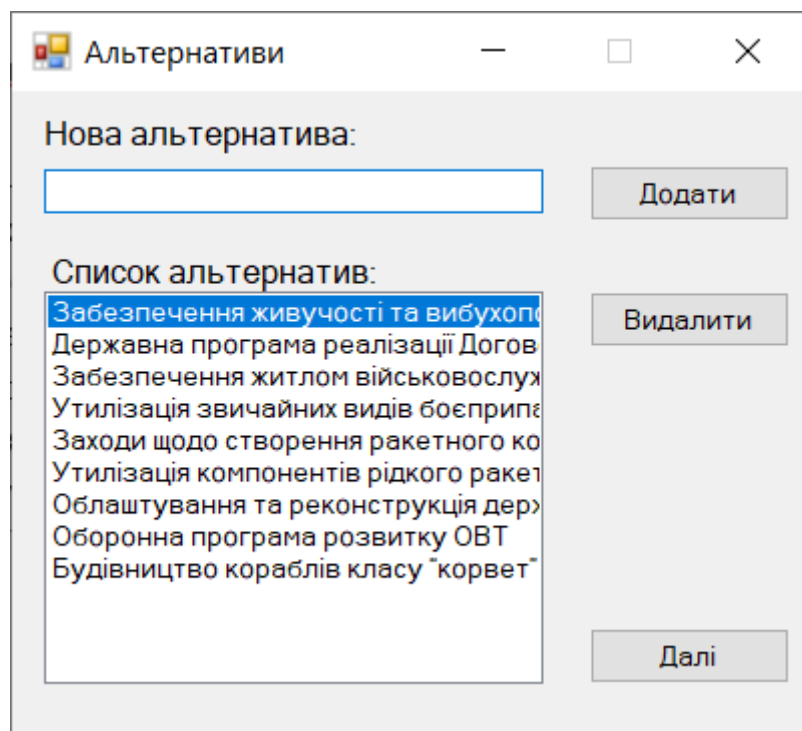 Альтернативи
Нова альтернатива:
Додати
Список альтернатив:
Забезпечення живучості та вибухопо
Видалити
Державна програма реалізації Догов
Забезпечення житлом військовослуж
Утилізація звичайних видів боєприпа
Заходи щодо створення ракетного ко
Утилізація компонентів рідкого ракет
Облаштування та реконструкція держ
Оборонна програма розвитку ОВТ
Будівництво кораблів класу "корвет"
Далі